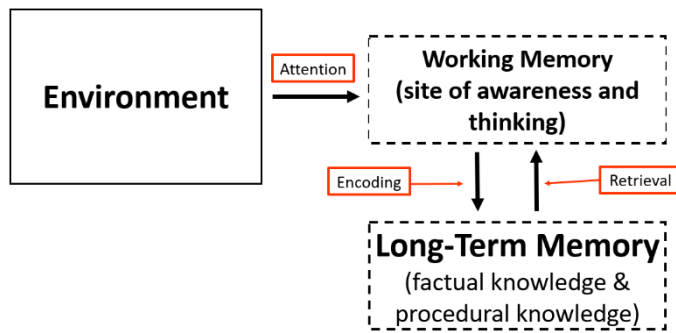 Environment
Attention
Working Memory
(site of awareness and
thinking)
Encoding
Retrieval
Long-Term Memory
(factual knowledge &
procedural knowledge)